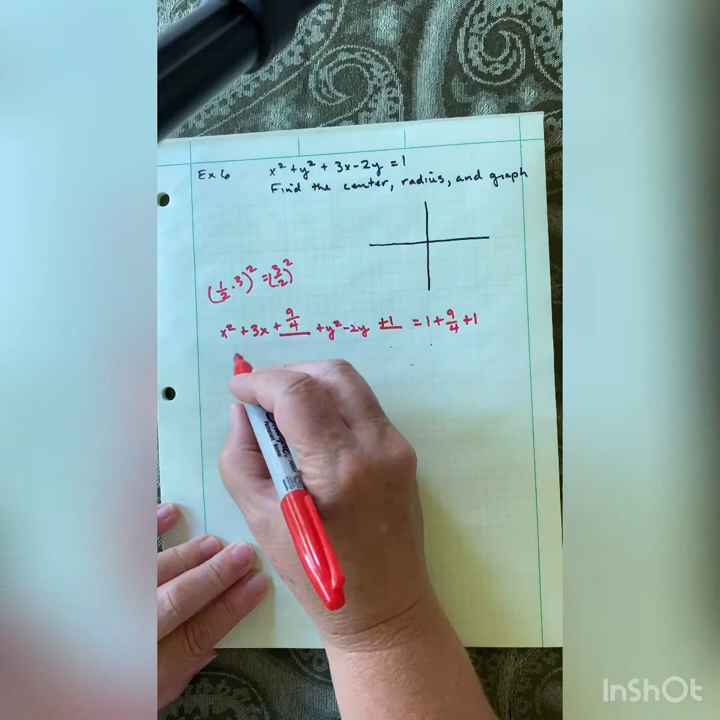 Ex 6 x² + y² + 3x - 2y = 1
Find the center, radius, and graph
(1/2 · 3)² = (3/2)²
x² + 3x + 9/4 + y² - 2y + 1 = 1 + 9/4 + 1
InShOt